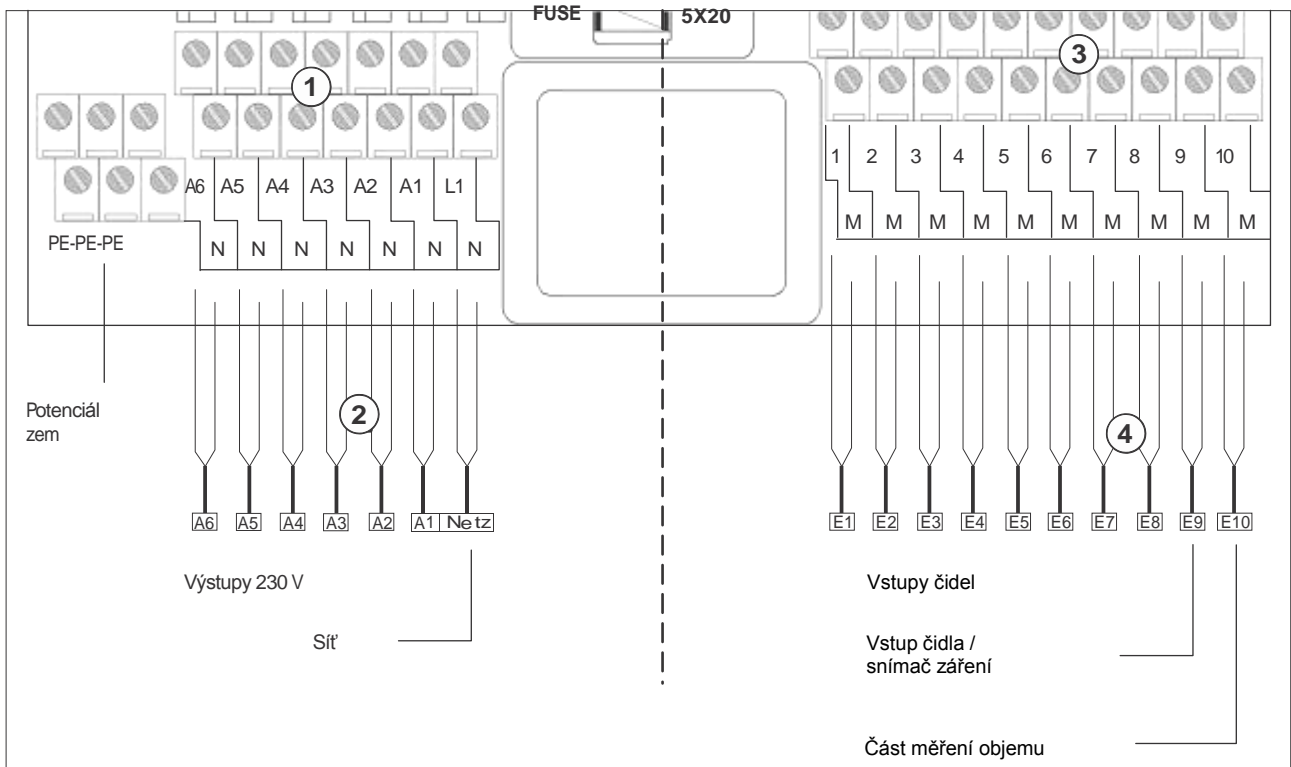 FUSE 5X20
1
3
A6 A5 A4 A3 A2 A1 L1
1 2 3 4 5 6 7 8 9 10
N N N N N N N
M M M M M M M M M M
PE-PE-PE
Potenciál
zem
2
4
A6 A5 A4 A3 A2 A1 Netz
E1 E2 E3 E4 E5 E6 E7 E8 E9 E10
Výstupy 230 V
Síť
Vstupy čidel
Vstup čidla /
snímač záření
Část měření objemu